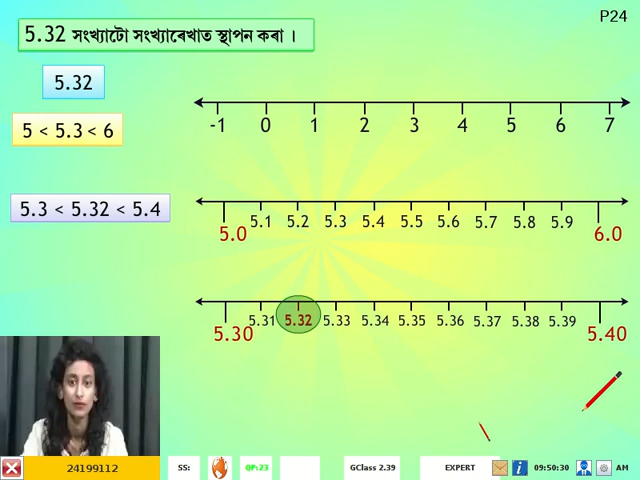 P24
5.32 সংখ্যাটো সংখ্যাৰেখাত স্থাপন কৰা ।
5.32
5 < 5.3 < 6
-1 0 1 2 3 4 5 6 7
5.3 < 5.32 < 5.4
5.1 5.2 5.3 5.4 5.5 5.6 5.7 5.8 5.9
5.0 6.0
5.31 5.32 5.33 5.34 5.35 5.36 5.37 5.38 5.39
5.30 5.40
24199112 SS: QP:23 GClass 2.39 EXPERT 09:50:30 AM